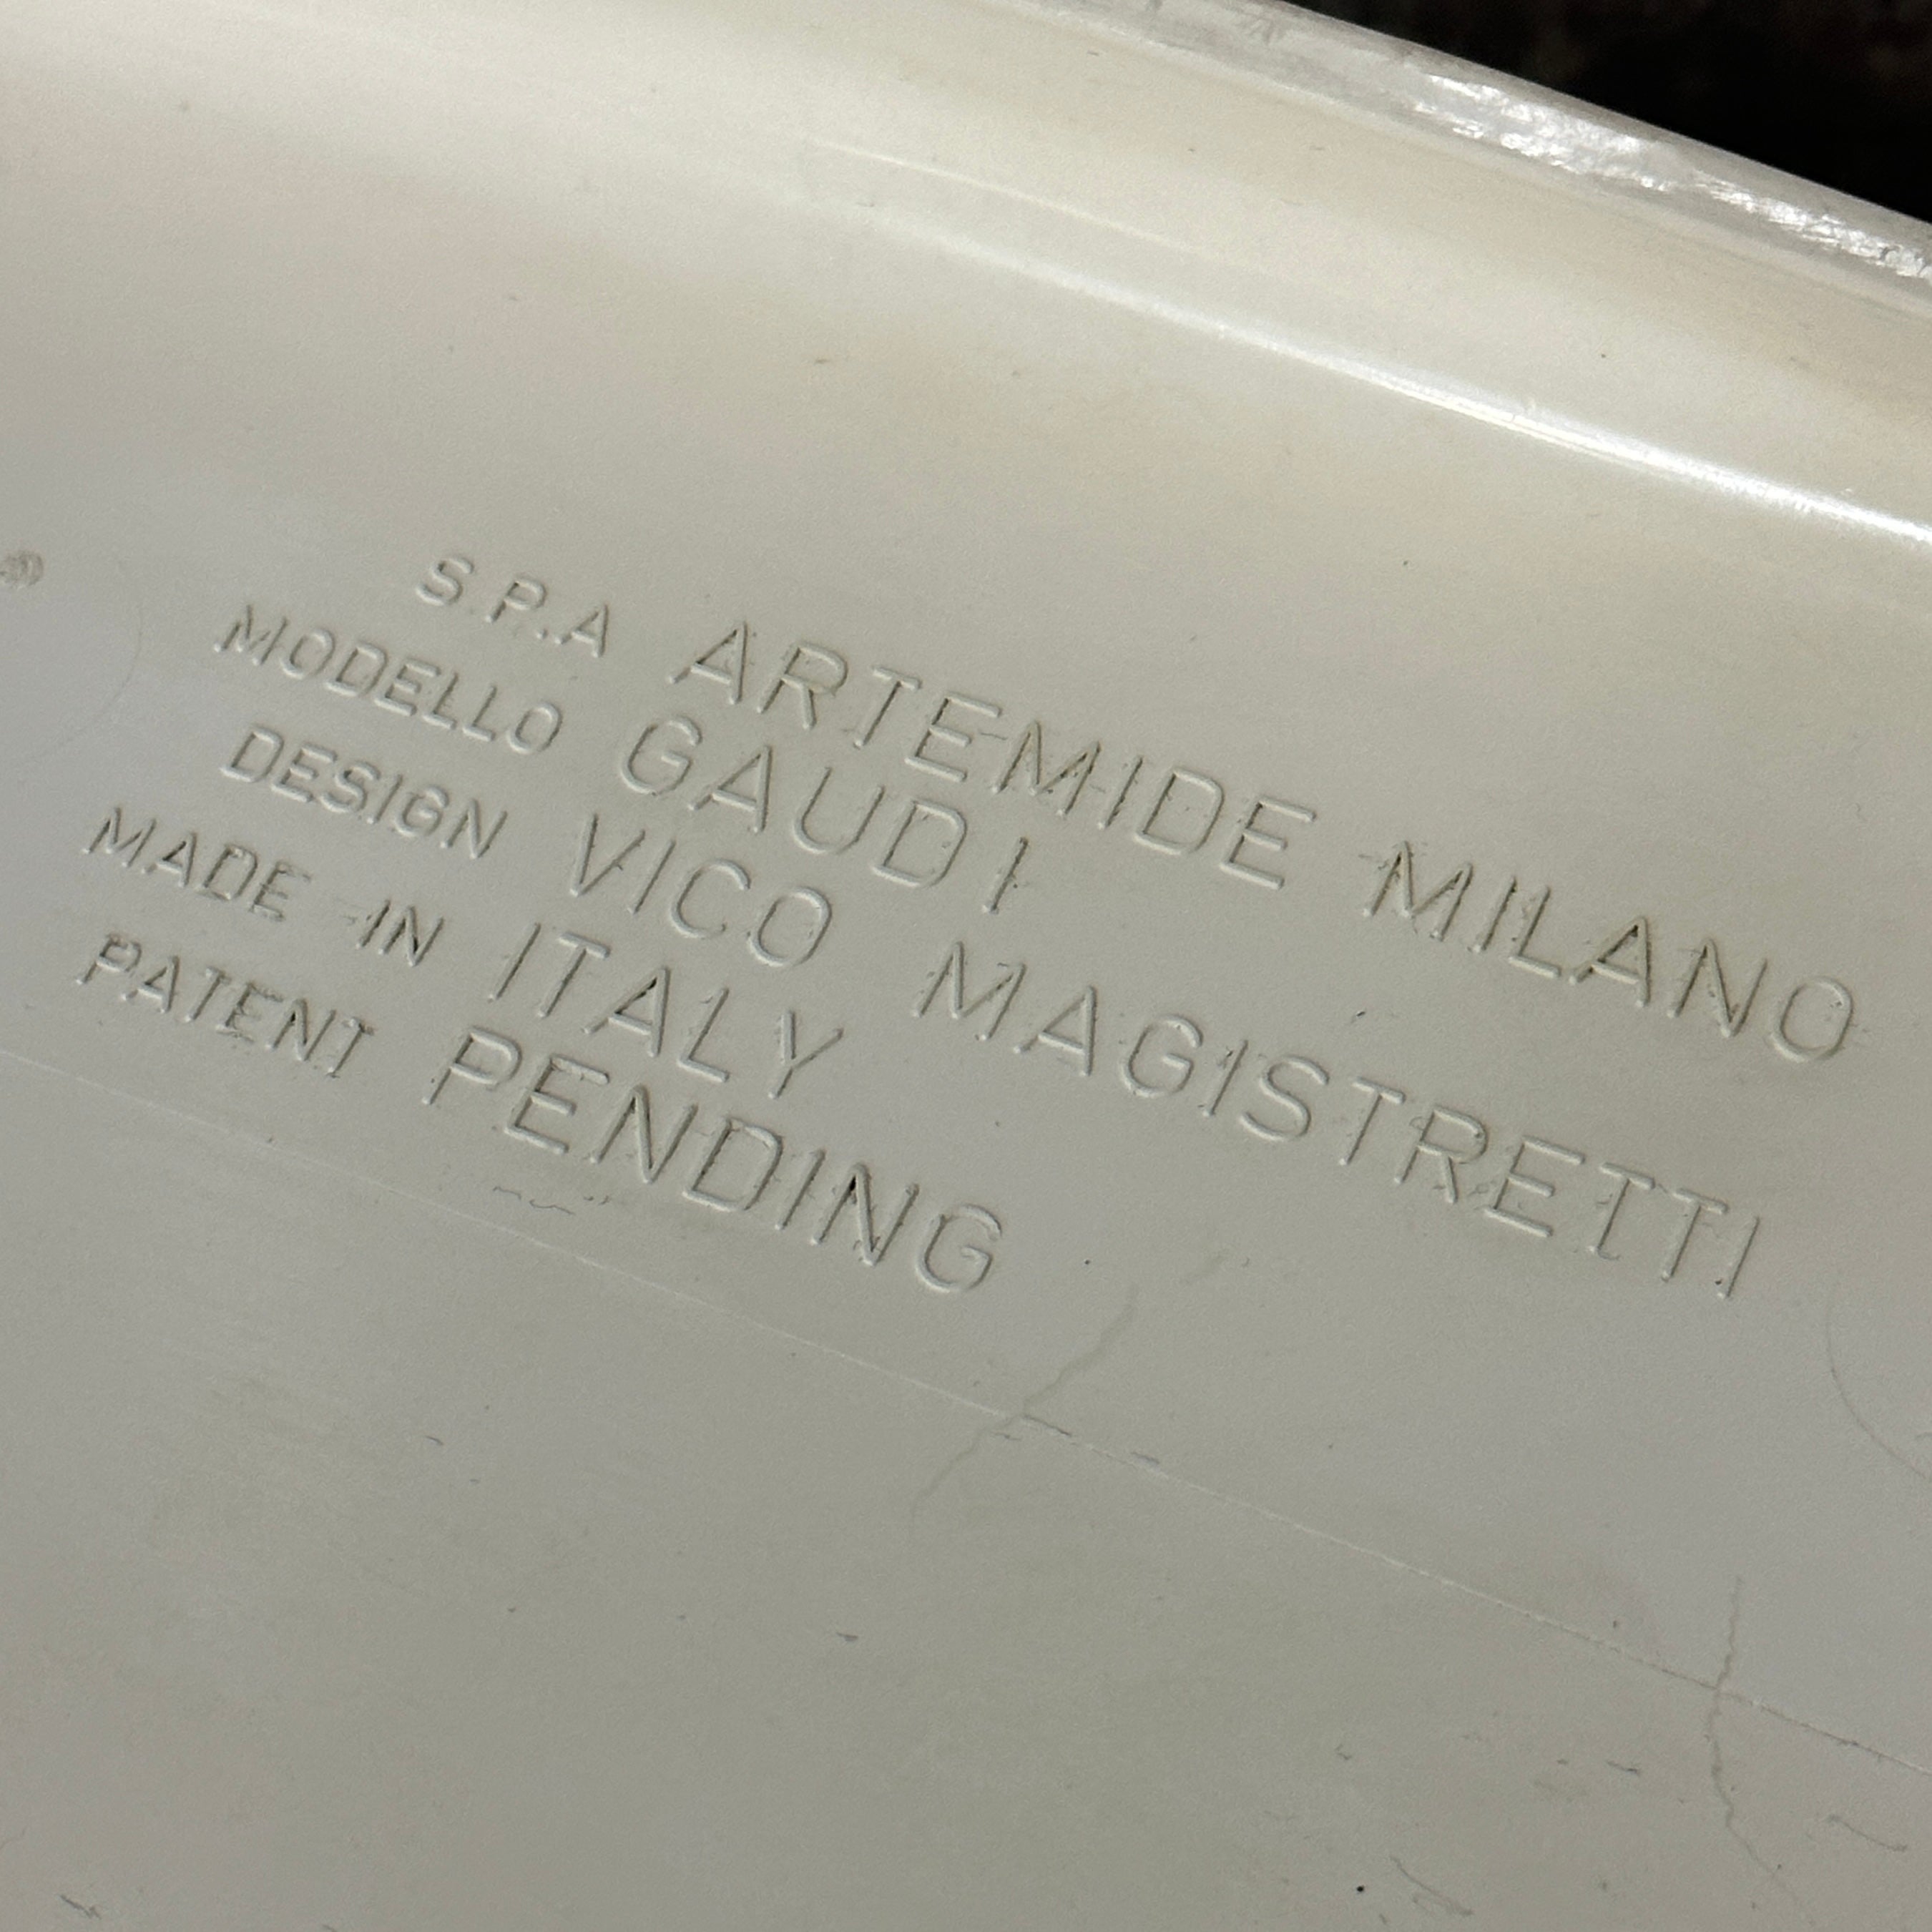 S.P.A ARTEMIDE MILANO
MODELLO GAUDI
DESIGN VICO MAGISTRETTI
MADE IN ITALY
PATENT PENDING